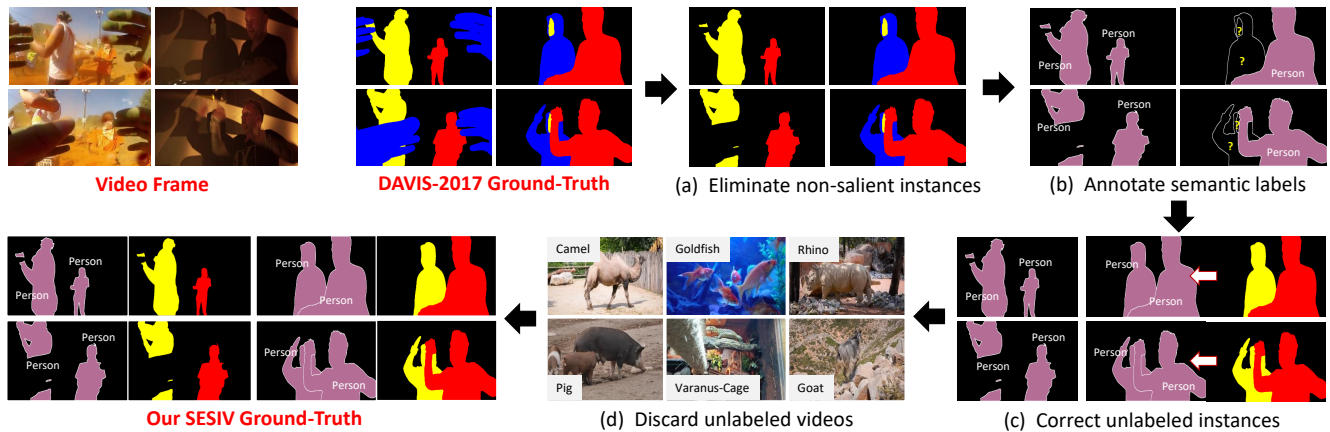 Person
Person
?
?
Person
Person
Person
?
?
Person
Video Frame
DAVIS-2017 Ground-Truth
(a) Eliminate non-salient instances
(b) Annotate semantic labels
Person
Person
Person
Person
Person
Person
Person
Person
Our SESIV Ground-Truth
Camel
Goldfish
Rhino
Pig
Varanus-Cage
Goat
(d) Discard unlabeled videos
Person
Person
Person
Person
Person
Person
Person
Person
(c) Correct unlabeled instances